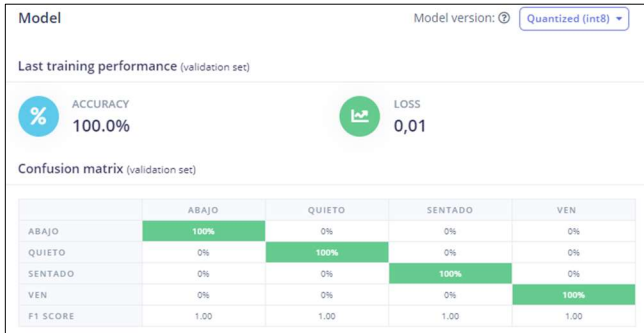 Model
Model version: ? Quantized (int8)
Last training performance (validation set)
%
ACCURACY
100.0%
LOSS
0,01
Confusion matrix (validation set)
ABAJO QUIETO SENTADO VEN
ABAJO 100% 0% 0% 0%
QUIETO 0% 100% 0% 0%
SENTADO 0% 0% 100% 0%
VEN 0% 0% 0% 100%
F1 SCORE 1.00 1.00 1.00 1.00